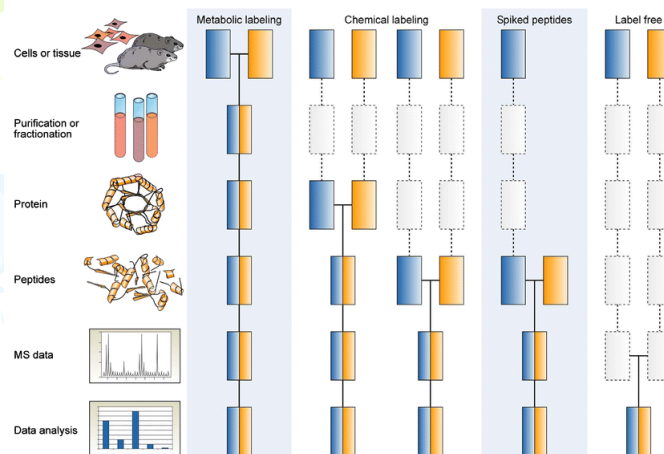 Metabolic labeling
Chemical labeling
Spiked peptides
Label free
Cells or tissue
Purification or
fractionation
Protein
Peptides
MS data
Data analysis